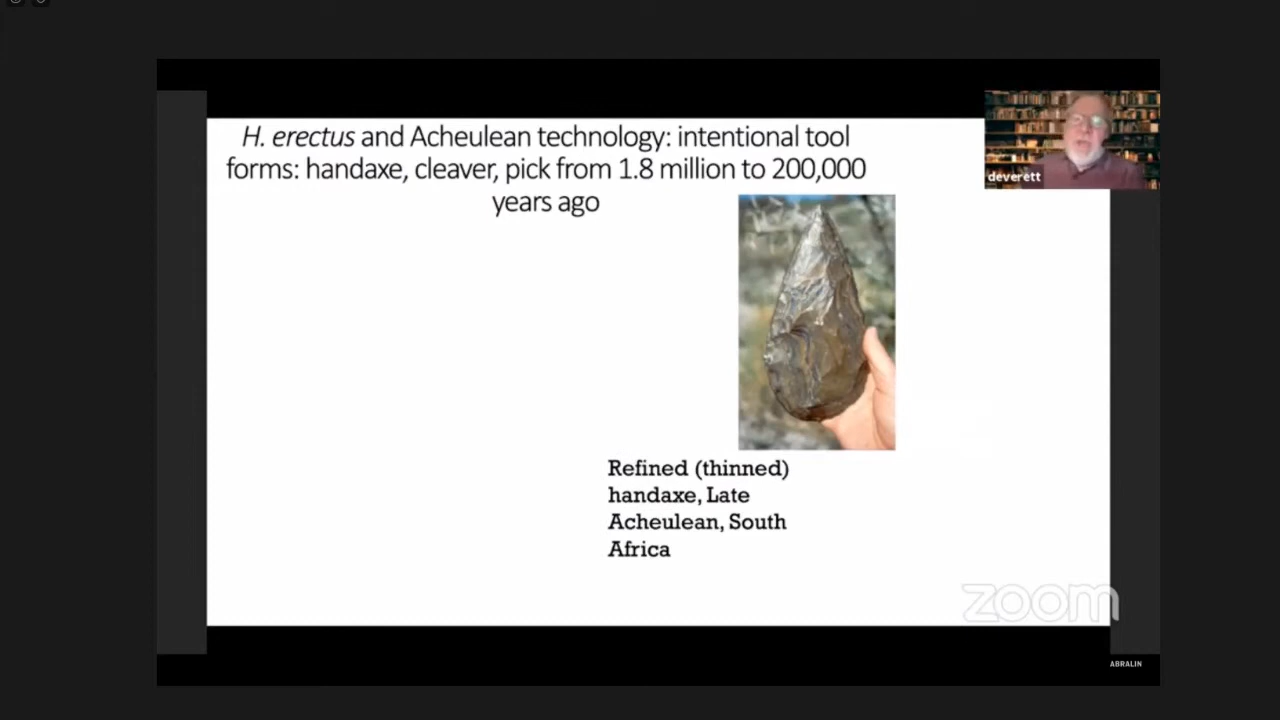 H. erectus and Acheulean technology: intentional tool
forms: handaxe, cleaver, pick from 1.8 million to 200,000
years ago
deverett
Refined (thinned)
handaxe, Late
Acheulean, South
Africa
zoom
ABRALIN